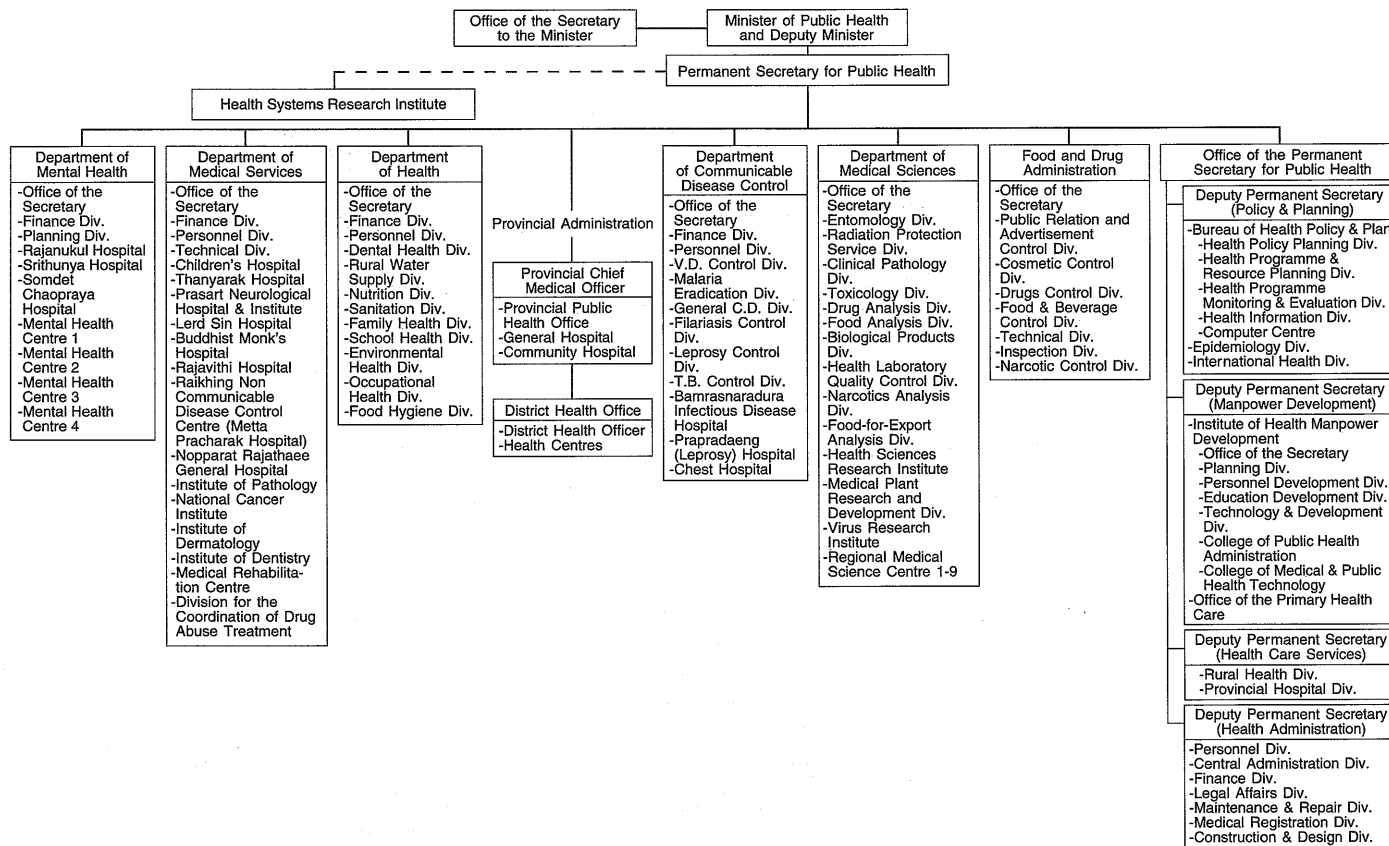 Office of the Secretary
to the Minister
Minister of Public Health
and Deputy Minister
Permanent Secretary for Public Health
Health Systems Research Institute
Department of
Mental Health
-Office of the
Secretary
-Finance Div.
-Planning Div.
-Rajanukul Hospital
-Srithunya Hospital
-Somdet
Chaopraya
Hospital
-Mental Health
Centre 1
-Mental Health
Centre 2
-Mental Health
Centre 3
-Mental Health
Centre 4
Department of
Medical Services
-Office of the
Secretary
-Finance Div.
-Personnel Div.
-Technical Div.
-Children's Hospital
-Thanyarak Hospital
-Prasart Neurological
Hospital & Institute
-Lerd Sin Hospital
-Buddhist Monk's
Hospital
-Rajavithi Hospital
-Raikhing Non
Communicable
Disease Control
Centre (Metta
Pracharak Hospital)
-Nopparat Rajathaee
General Hospital
-Institute of Pathology
-National Cancer
Institute
-Institute of
Dermatology
-Institute of Dentistry
-Medical Rehabilita-
tion Centre
-Division for the
Coordination of Drug
Abuse Treatment
Department
of Health
-Office of the
Secretary
-Finance Div.
-Personnel Div.
-Dental Health Div.
-Rural Water
Supply Div.
-Nutrition Div.
-Sanitation Div.
-Family Health Div.
-School Health Div.
-Environmental
Health Div.
-Occupational
Health Div.
-Food Hygiene Div.
Provincial Administration
Provincial Chief
Medical Officer
-Provincial Public
Health Office
-General Hospital
-Community Hospital
District Health Office
-District Health Officer
-Health Centres
Department
of Communicable
Disease Control
-Office of the
Secretary
-Finance Div.
-Personnel Div.
-V.D. Control Div.
-Malaria
Eradication Div.
-General C.D. Div.
-Filariasis Control
Div.
-Leprosy Control
Div.
-T.B. Control Div.
-Bamrasnaradura
Infectious Disease
Hospital
-Prapradaeng
(Leprosy) Hospital
-Chest Hospital
Department of
Medical Sciences
-Office of the
Secretary
-Entomology Div.
-Radiation Protection
Service Div.
-Clinical Pathology
Div.
-Toxicology Div.
-Drug Analysis Div.
-Food Analysis Div.
-Biological Products
Div.
-Health Laboratory
Quality Control Div.
-Narcotics Analysis
Div.
-Food-for-Export
Analysis Div.
-Health Sciences
Research Institute
-Medical Plant
Research and
Development Div.
-Virus Research
Institute
-Regional Medical
Science Centre 1-9
Food and Drug
Administration
-Office of the
Secretary
-Public Relation and
Advertisement
Control Div.
-Cosmetic Control
Div.
-Drugs Control Div.
-Food & Beverage
Control Div.
-Technical Div.
-Inspection Div.
-Narcotic Control Div.
Office of the Permanent
Secretary for Public Health
Deputy Permanent Secretary
(Policy & Planning)
-Bureau of Health Policy & Plan
-Health Policy Planning Div.
-Health Programme &
Resource Planning Div.
-Health Programme
Monitoring & Evaluation Div.
-Health Information Div.
-Computer Centre
-Epidemiology Div.
-International Health Div.
Deputy Permanent Secretary
(Manpower Development)
-Institute of Health Manpower
Development
-Office of the Secretary
-Planning Div.
-Personnel Development Div.
-Education Development Div.
-Technology & Development
Div.
-College of Public Health
Administration
-College of Medical & Public
Health Technology
-Office of the Primary Health
Care
Deputy Permanent Secretary
(Health Care Services)
-Rural Health Div.
-Provincial Hospital Div.
Deputy Permanent Secretary
(Health Administration)
-Personnel Div.
-Central Administration Div.
-Finance Div.
-Legal Affairs Div.
-Maintenance & Repair Div.
-Medical Registration Div.
-Construction & Design Div.